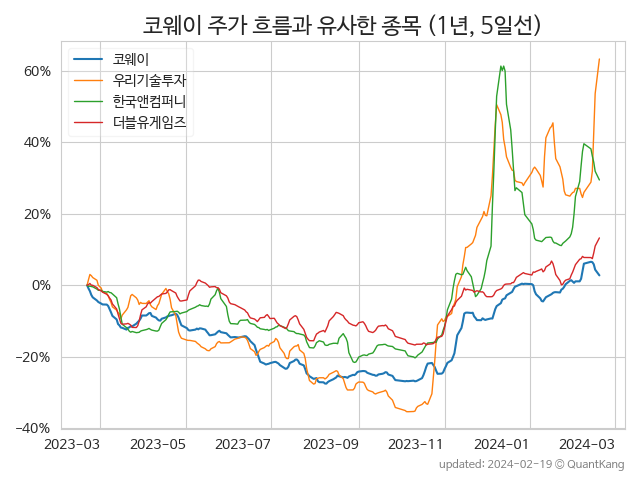 코웨이 주가 흐름과 유사한 종목 (1년, 5일선)
코웨이
우리기술투자
한국앤컴퍼니
더블유게임즈
60%
40%
20%
0%
−20%
−40%
2023-03 2023-05 2023-07 2023-09 2023-11 2024-01 2024-03
updated: 2024-02-19 © QuantKang